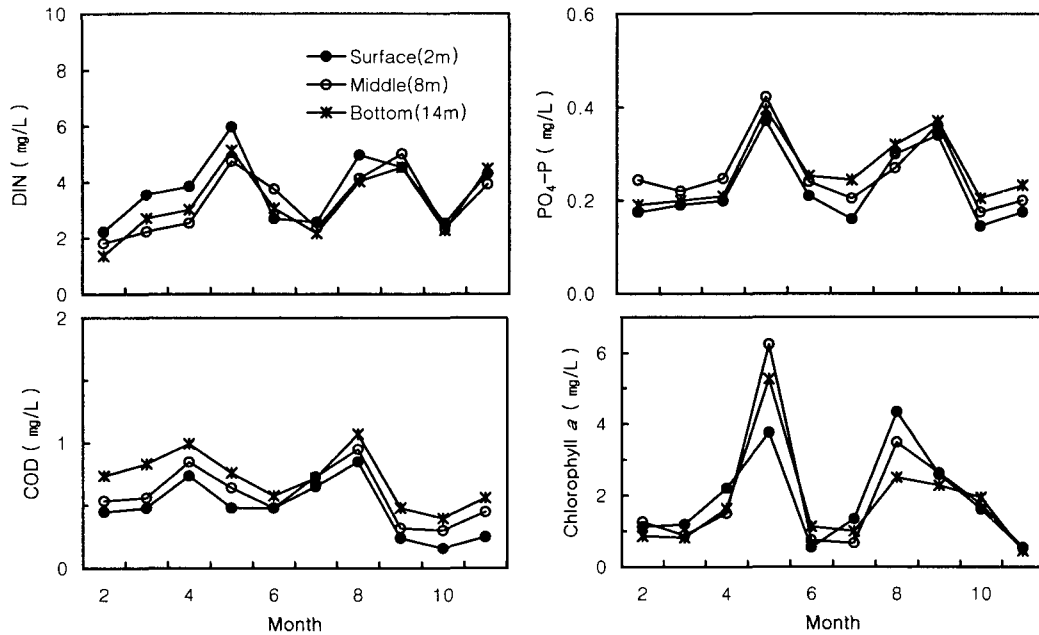 10
8
6
4
2
0
DIN ( mg/L )
Surface(2m)
Middle(8m)
Bottom(14m)
0.6
0.4
0.2
0.0
PO₄-P ( mg/L )
2
1
0
COD ( mg/L )
2 4 6 8 10
Month
6
4
2
0
Chlorophyll a ( mg/L )
2 4 6 8 10
Month